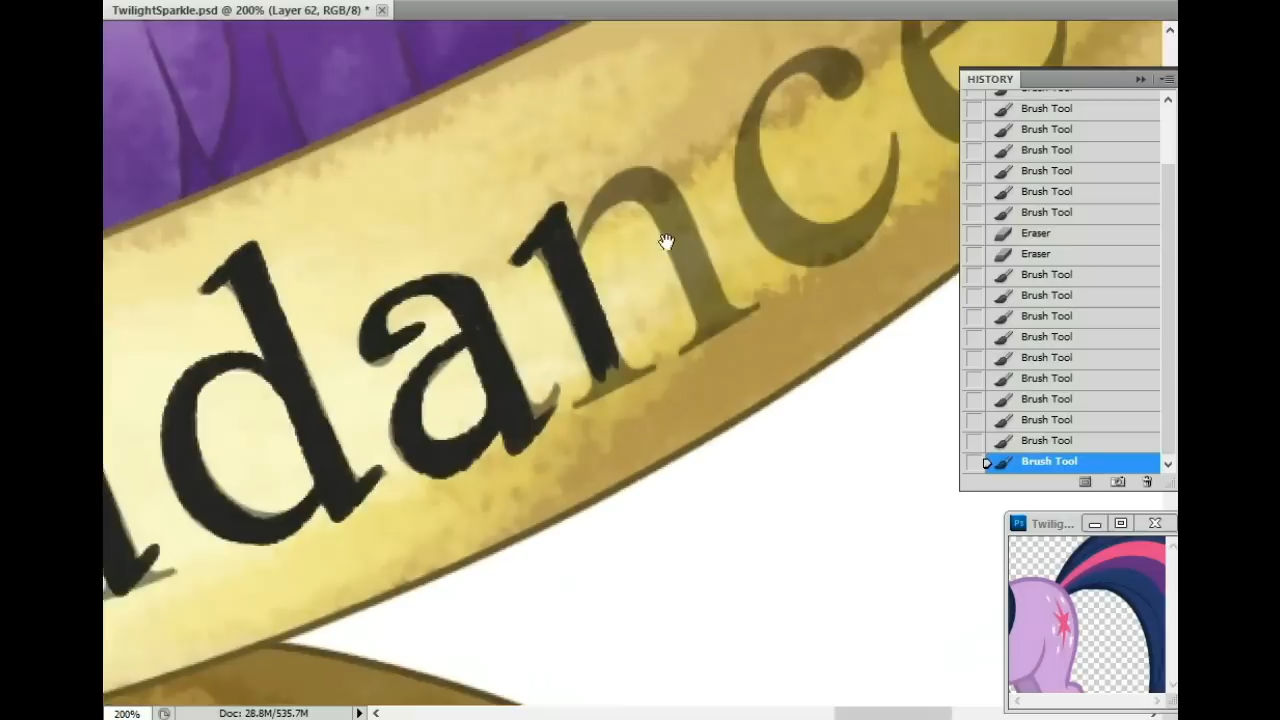 TwilightSparkle.psd @ 200% (Layer 62, RGB/8) *
dance
HISTORY
Brush Tool
Brush Tool
Brush Tool
Brush Tool
Brush Tool
Brush Tool
Eraser
Eraser
Brush Tool
Brush Tool
Brush Tool
Brush Tool
Brush Tool
Brush Tool
Brush Tool
Brush Tool
Brush Tool
Brush Tool
Ps Twilig...
200%
Doc: 28.8M/535.7M